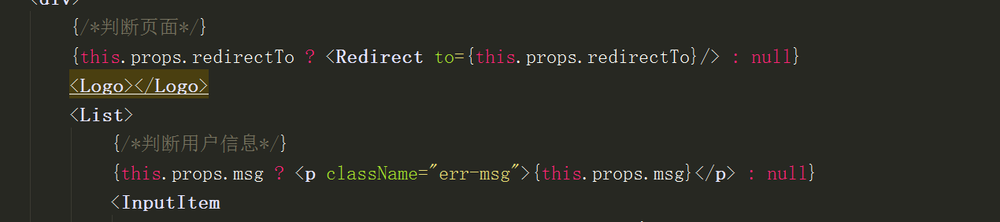 <div>
{/*判断页面*/}
{this.props.redirectTo ? <Redirect to={this.props.redirectTo}/> : null}
<Logo></Logo>
<List>
{/*判断用户信息*/}
{this.props.msg ? <p className="err-msg">{this.props.msg}</p> : null}
<InputItem